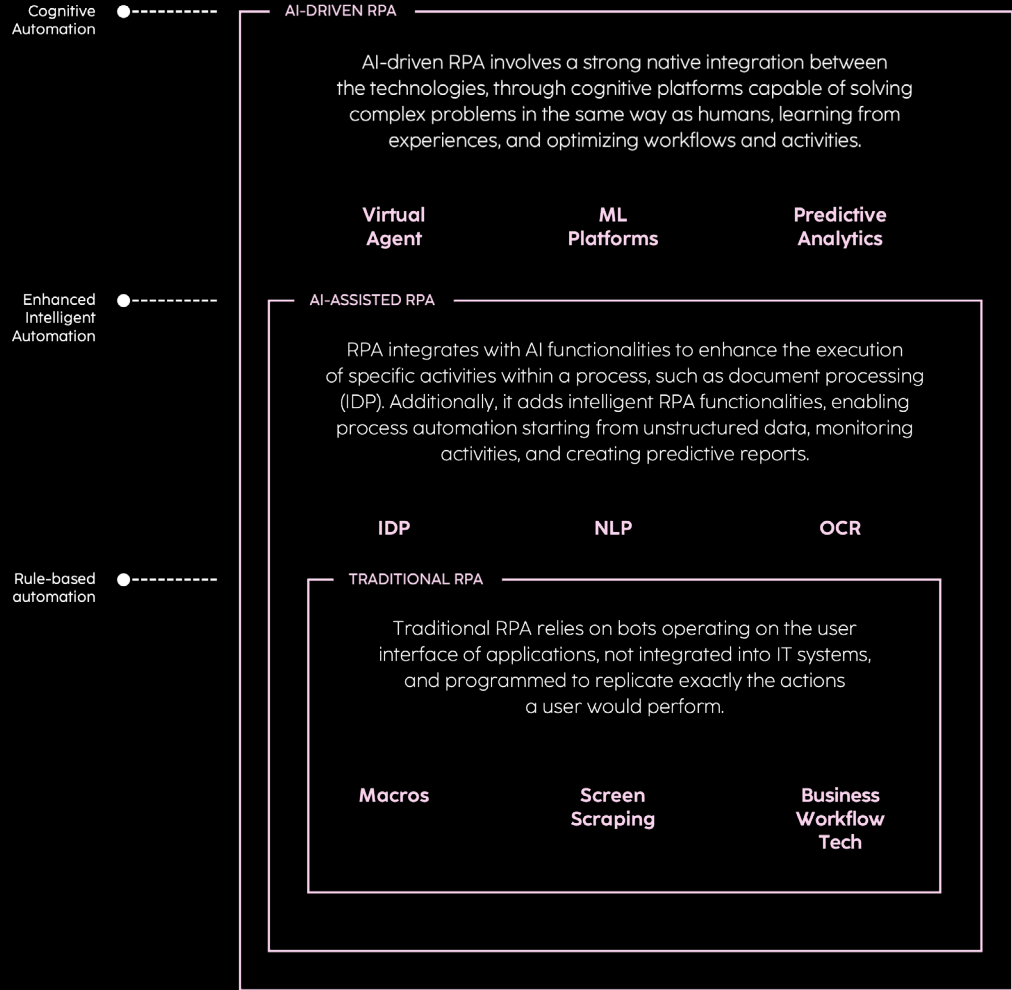 Cognitive
Automation
AI-DRIVEN RPA
AI-driven RPA involves a strong native integration between
the technologies, through cognitive platforms capable of solving
complex problems in the same way as humans, learning from
experiences, and optimizing workflows and activities.
Virtual
Agent
ML
Platforms
Predictive
Analytics
Enhanced
Intelligent
Automation
AI-ASSISTED RPA
RPA integrates with AI functionalities to enhance the execution
of specific activities within a process, such as document processing
(IDP). Additionally, it adds intelligent RPA functionalities, enabling
process automation starting from unstructured data, monitoring
activities, and creating predictive reports.
IDP
NLP
OCR
Rule-based
automation
TRADITIONAL RPA
Traditional RPA relies on bots operating on the user
interface of applications, not integrated into IT systems,
and programmed to replicate exactly the actions
a user would perform.
Macros
Screen
Scraping
Business
Workflow
Tech